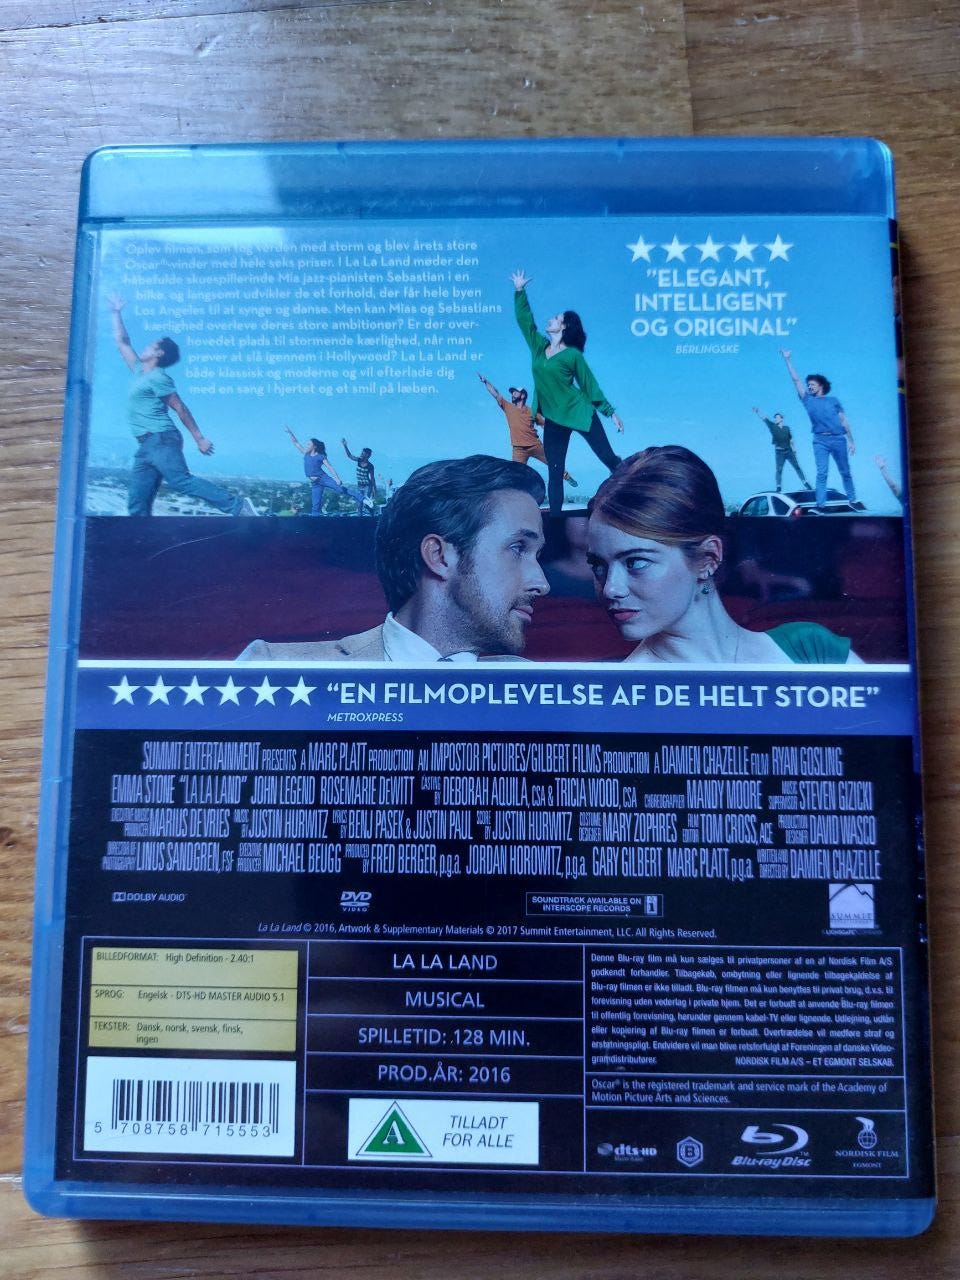 Oplev filmen, som tog verden med storm og blev årets store
Oscar®-vinder med hele seks priser. I La La Land møder den
håbefulde skuespillerinde Mia jazz-pianisten Sebastian i en
bilkø, og langsomt udvikler de et forhold, der får hele byen
Los Angeles til at synge og danse. Men kan Mias og Sebastians
kærlighed overleve deres store ambitioner? Er der over-
hovedet plads til stormende kærlighed, når man
prøver at slå igennem i Hollywood? La La Land er
både klassisk og moderne og vil efterlade dig
med en sang i hjertet og et smil på læben.
"ELEGANT,
INTELLIGENT
OG ORIGINAL"
BERLINGSKE
"EN FILMOPLEVELSE AF DE HELT STORE"
METROXPRESS
SUMMIT ENTERTAINMENT PRESENTS A MARC PLATT PRODUCTION AN IMPOSTOR PICTURES/GILBERT FILMS PRODUCTION A DAMIEN CHAZELLE FILM RYAN GOSLING
EMMA STONE "LA LA LAND" JOHN LEGEND ROSEMARIE DEWITT CASTING BY DEBORAH AQUILA, CSA & TRICIA WOOD, CSA CHOREOGRAPHER MANDY MOORE MUSIC SUPERVISOR STEVEN GIZICKI
EXECUTIVE MUSIC PRODUCER MARIUS DE VRIES MUSIC BY JUSTIN HURWITZ LYRICS BY BENJ PASEK & JUSTIN PAUL SCORE BY JUSTIN HURWITZ COSTUME DESIGNER MARY ZOPHRES FILM EDITOR TOM CROSS, ACE PRODUCTION DESIGNER DAVID WASCO
DIRECTOR OF PHOTOGRAPHY LINUS SANDGREN, FSF EXECUTIVE PRODUCER MICHAEL BEUGG PRODUCED BY FRED BERGER, p.g.a. JORDAN HOROWITZ, p.g.a. GARY GILBERT MARC PLATT, p.g.a. WRITTEN AND DIRECTED BY DAMIEN CHAZELLE
DOLBY AUDIO™
DVD VIDEO
SOUNDTRACK AVAILABLE ON
INTERSCOPE RECORDS
SUMMIT
ENTERTAINMENT
A LIONSGATE COMPANY
La La Land © 2016, Artwork & Supplementary Materials © 2017 Summit Entertainment, LLC. All Rights Reserved.
BILLEDFORMAT: High Definition - 2.40:1
SPROG: Engelsk - DTS-HD MASTER AUDIO 5.1
TEKSTER: Dansk, norsk, svensk, finsk,
ingen
5 708758 715553
LA LA LAND
MUSICAL
SPILLETID: 128 MIN.
PROD.ÅR: 2016
A
TILLADT
FOR ALLE
Denne Blu-ray film må kun sælges til privatpersoner af en af Nordisk Film A/S
godkendt forhandler. Tilbagekøb, ombytning eller lignende tilbagekaldelse af
Blu-ray filmen er ikke tilladt. Blu-ray filmen må kun benyttes til privat brug, d.v.s. til
forevisning uden vederlag i private hjem. Det er forbudt at anvende Blu-ray filmen
til offentlig forevisning, herunder gennem kabel-TV eller lignende. Udlejning, udlån
eller kopiering af Blu-ray filmen er forbudt. Overtrædelse vil medføre straf og
erstatningspligt. Endvidere vil man blive retsforfulgt af Foreningen af danske Video-
gramdistributører.
NORDISK FILM A/S – ET EGMONT SELSKAB.
Oscar® is the registered trademark and service mark of the Academy of
Motion Picture Arts and Sciences.
dts-HD
Master Audio
B
Blu-ray Disc™
NORDISK FILM
EGMONT